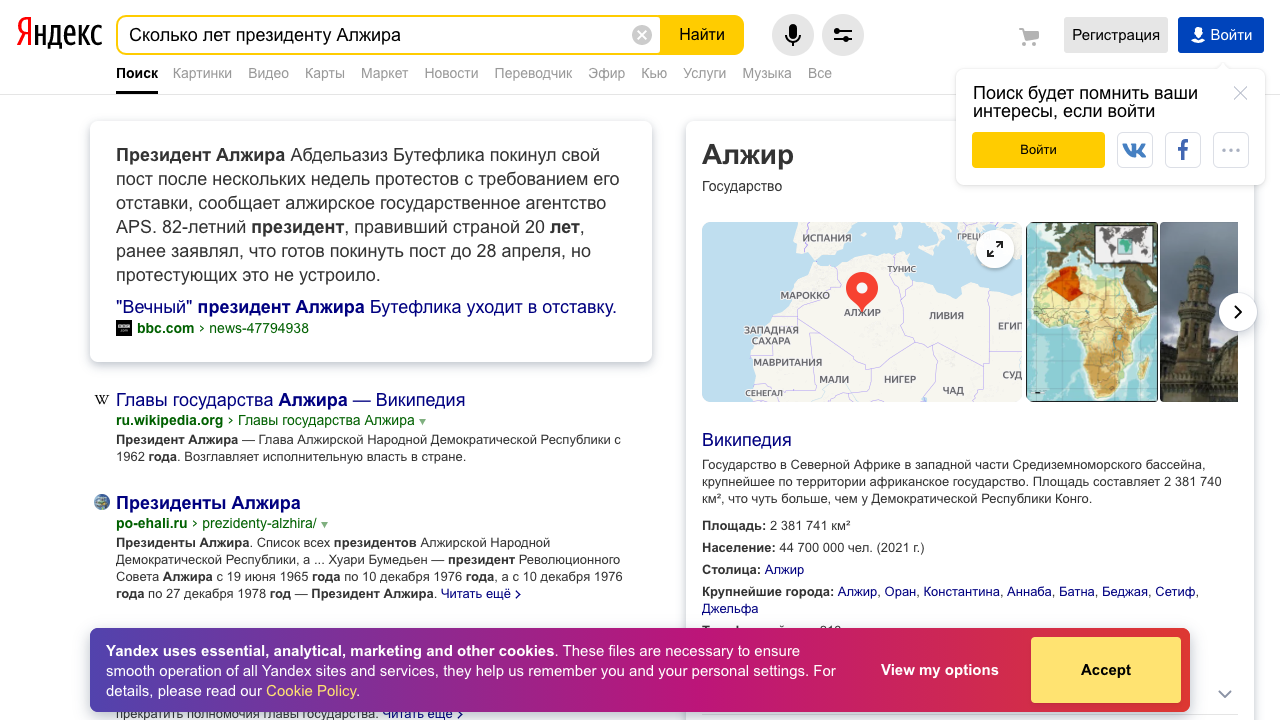 Яндекс
Сколько лет президенту Алжира
Найти
Регистрация
Войти
Поиск
Картинки
Видео
Карты
Маркет
Новости
Переводчик
Эфир
Кью
Услуги
Музыка
Все
Поиск будет помнить ваши
интересы, если войти
Войти
Президент Алжира Абдельазиз Бутефлика покинул свой
пост после нескольких недель протестов с требованием его
отставки, сообщает алжирское государственное агентство
APS. 82-летний президент, правивший страной 20 лет,
ранее заявлял, что готов покинуть пост до 28 апреля, но
протестующих это не устроило.
"Вечный" президент Алжира Бутефлика уходит в отставку.
bbc.com › news-47794938
Главы государства Алжира — Википедия
ru.wikipedia.org › Главы государства Алжира
Президент Алжира — Глава Алжирской Народной Демократической Республики с
1962 года. Возглавляет исполнительную власть в стране.
Президенты Алжира
po-ehali.ru › prezidenty-alzhira/
Президенты Алжира. Список всех президентов Алжирской Народной
Демократической Республики, а ... Хуари Бумедьен — президент Революционного
Совета Алжира с 19 июня 1965 года по 10 декабря 1976 года, а с 10 декабря 1976
года по 27 декабря 1978 год — Президент Алжира. Читать ещё ›
Алжир
Государство
ИСПАНИЯ
ГРЕЦ
ТУНИС
МАРОККО
АЛЖИР
ЛИВИЯ
ЕГИП
ЗАПАДНАЯ
САХАРА
МАВРИТАНИЯ
МАЛИ
НИГЕР
ЧАД
СУД
СЕНЕГАЛ
Википедия
Государство в Северной Африке в западной части Средиземноморского бассейна,
крупнейшее по территории африканское государство. Площадь составляет 2 381 740
км², что чуть больше, чем у Демократической Республики Конго.
Площадь: 2 381 741 км²
Население: 44 700 000 чел. (2021 г.)
Столица: Алжир
Крупнейшие города: Алжир, Оран, Константина, Аннаба, Батна, Беджая, Сетиф,
Джельфа
Yandex uses essential, analytical, marketing and other cookies. These files are necessary to ensure
smooth operation of all Yandex sites and services, they help us remember you and your personal settings. For
details, please read our Cookie Policy.
View my options
Accept
прекратить полномочия главы государства. Читать ещё ›